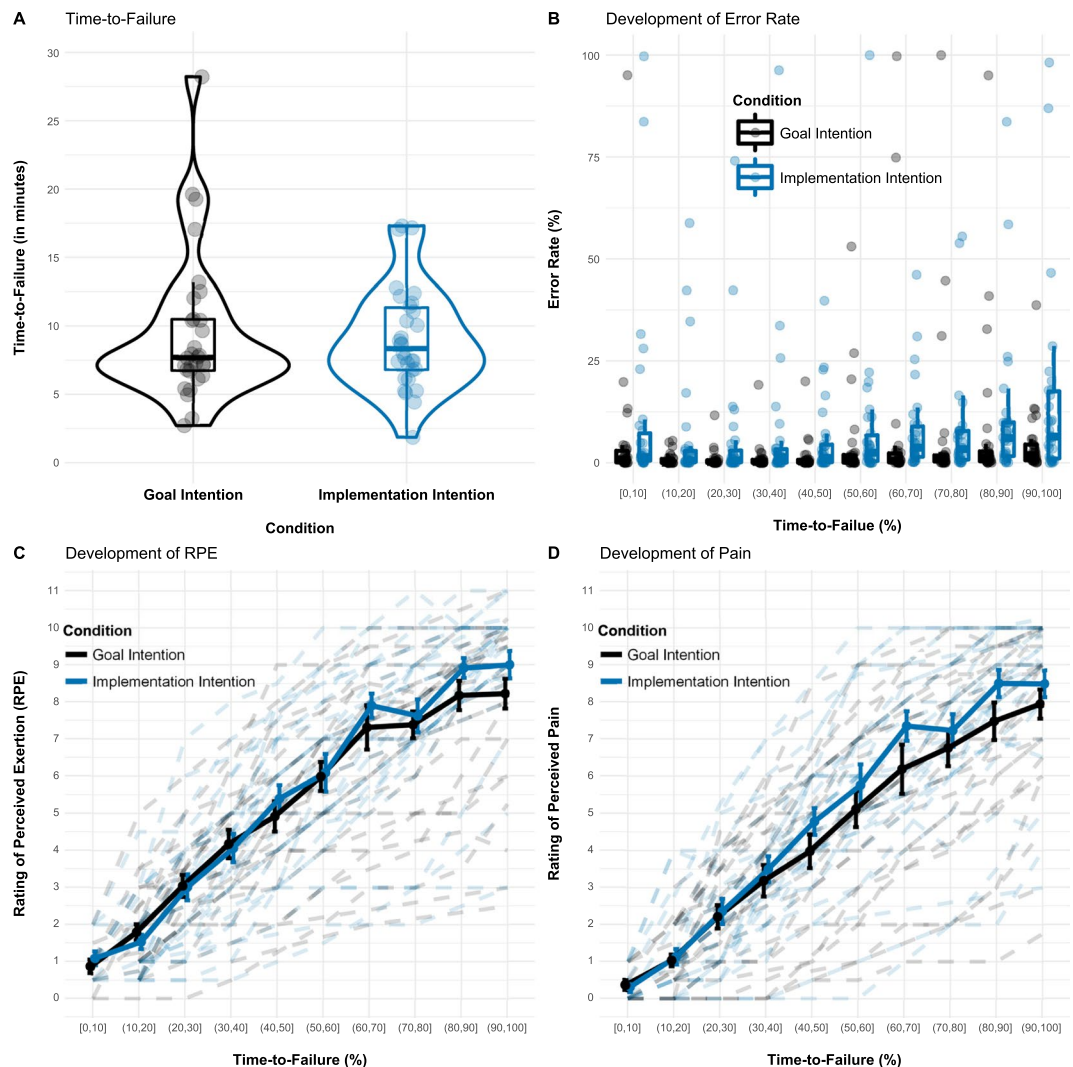 A Time-to-Failure
Time-to-Failure (in minutes)
30
25
20
15
10
5
0
Goal Intention Implementation Intention
Condition
B Development of Error Rate
Error Rate (%)
100
75
50
25
0
Condition
Goal Intention
Implementation Intention
[0,10] (10,20] (20,30] (30,40] (40,50] (50,60] (60,70] (70,80] (80,90] (90,100]
Time-to-Failue (%)
C Development of RPE
Rating of Perceived Exertion (RPE)
11
10
9
8
7
6
5
4
3
2
1
0
Condition
Goal Intention
Implementation Intention
[0,10] (10,20] (20,30] (30,40] (40,50] (50,60] (60,70] (70,80] (80,90] (90,100]
Time-to-Failure (%)
D Development of Pain
Rating of Perceived Pain
11
10
9
8
7
6
5
4
3
2
1
0
Condition
Goal Intention
Implementation Intention
[0,10] (10,20] (20,30] (30,40] (40,50] (50,60] (60,70] (70,80] (80,90] (90,100]
Time-to-Failure (%)